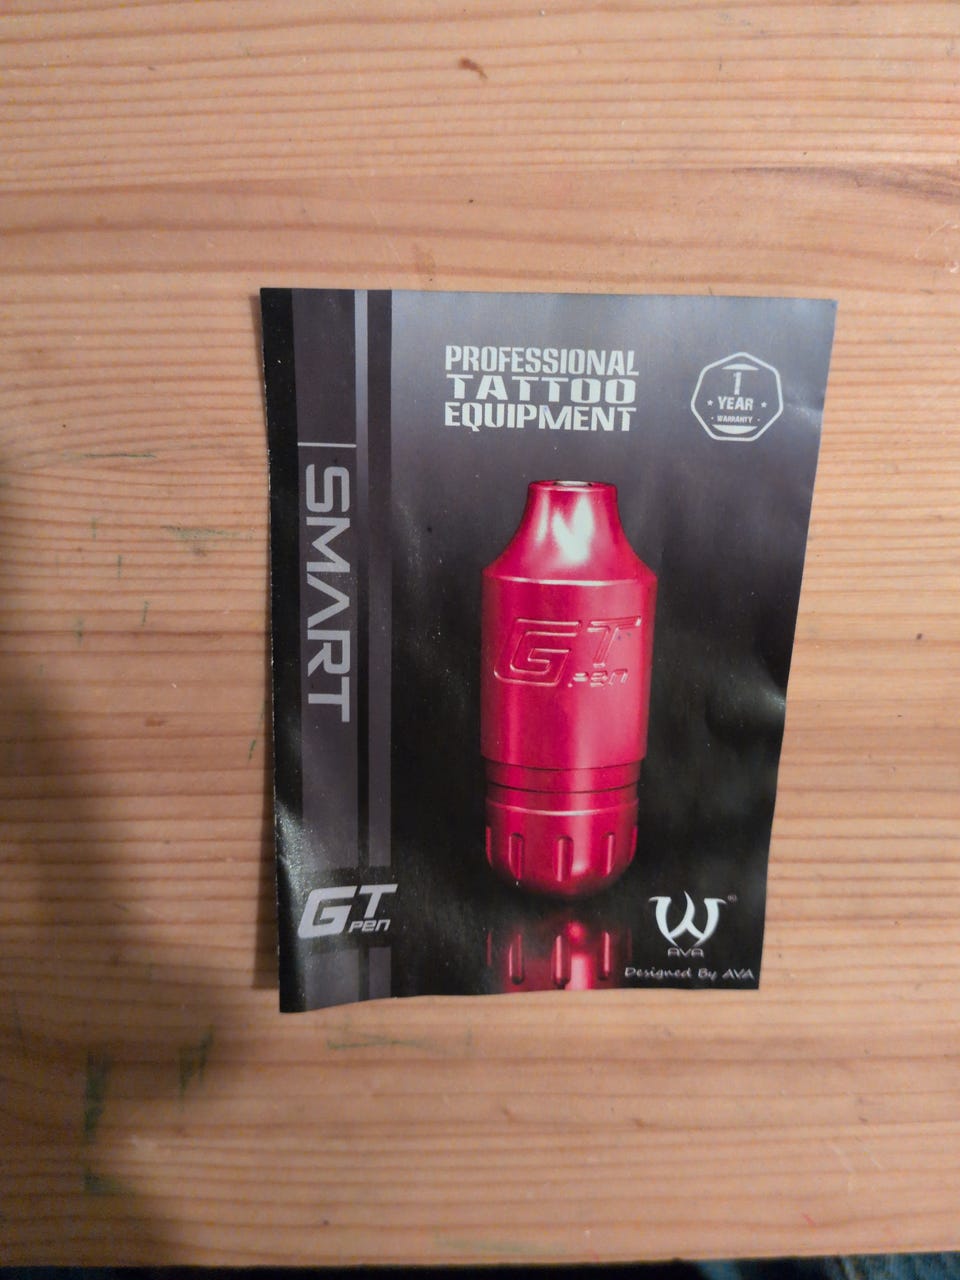 PROFESSIONAL
TATTOO
EQUIPMENT
1
YEAR
WARRANTY
SMART
GT
PEN
GT
Pen
W®
AVA
Designed By AVA